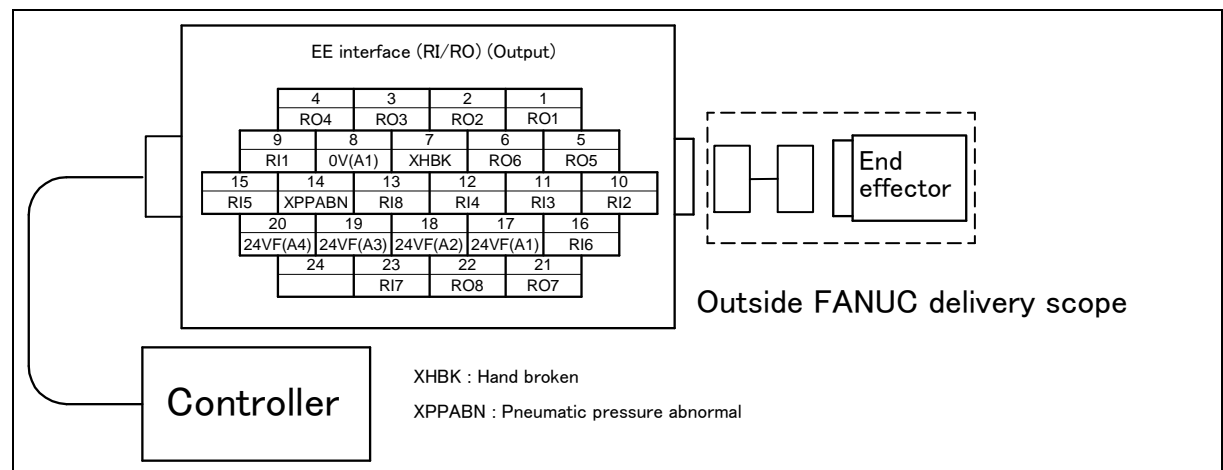 EE interface (RI/RO) (Output)
4 3 2 1
RO4 RO3 RO2 RO1
9 8 7 6 5
RI1 0V(A1) XHBK RO6 RO5
15 14 13 12 11 10
RI5 XPPABN RI8 RI4 RI3 RI2
20 19 18 17 16
24VF(A4) 24VF(A3) 24VF(A2) 24VF(A1) RI6
24 23 22 21
RI7 RO8 RO7
End
effector
Outside FANUC delivery scope
Controller
XHBK : Hand broken
XPPABN : Pneumatic pressure abnormal